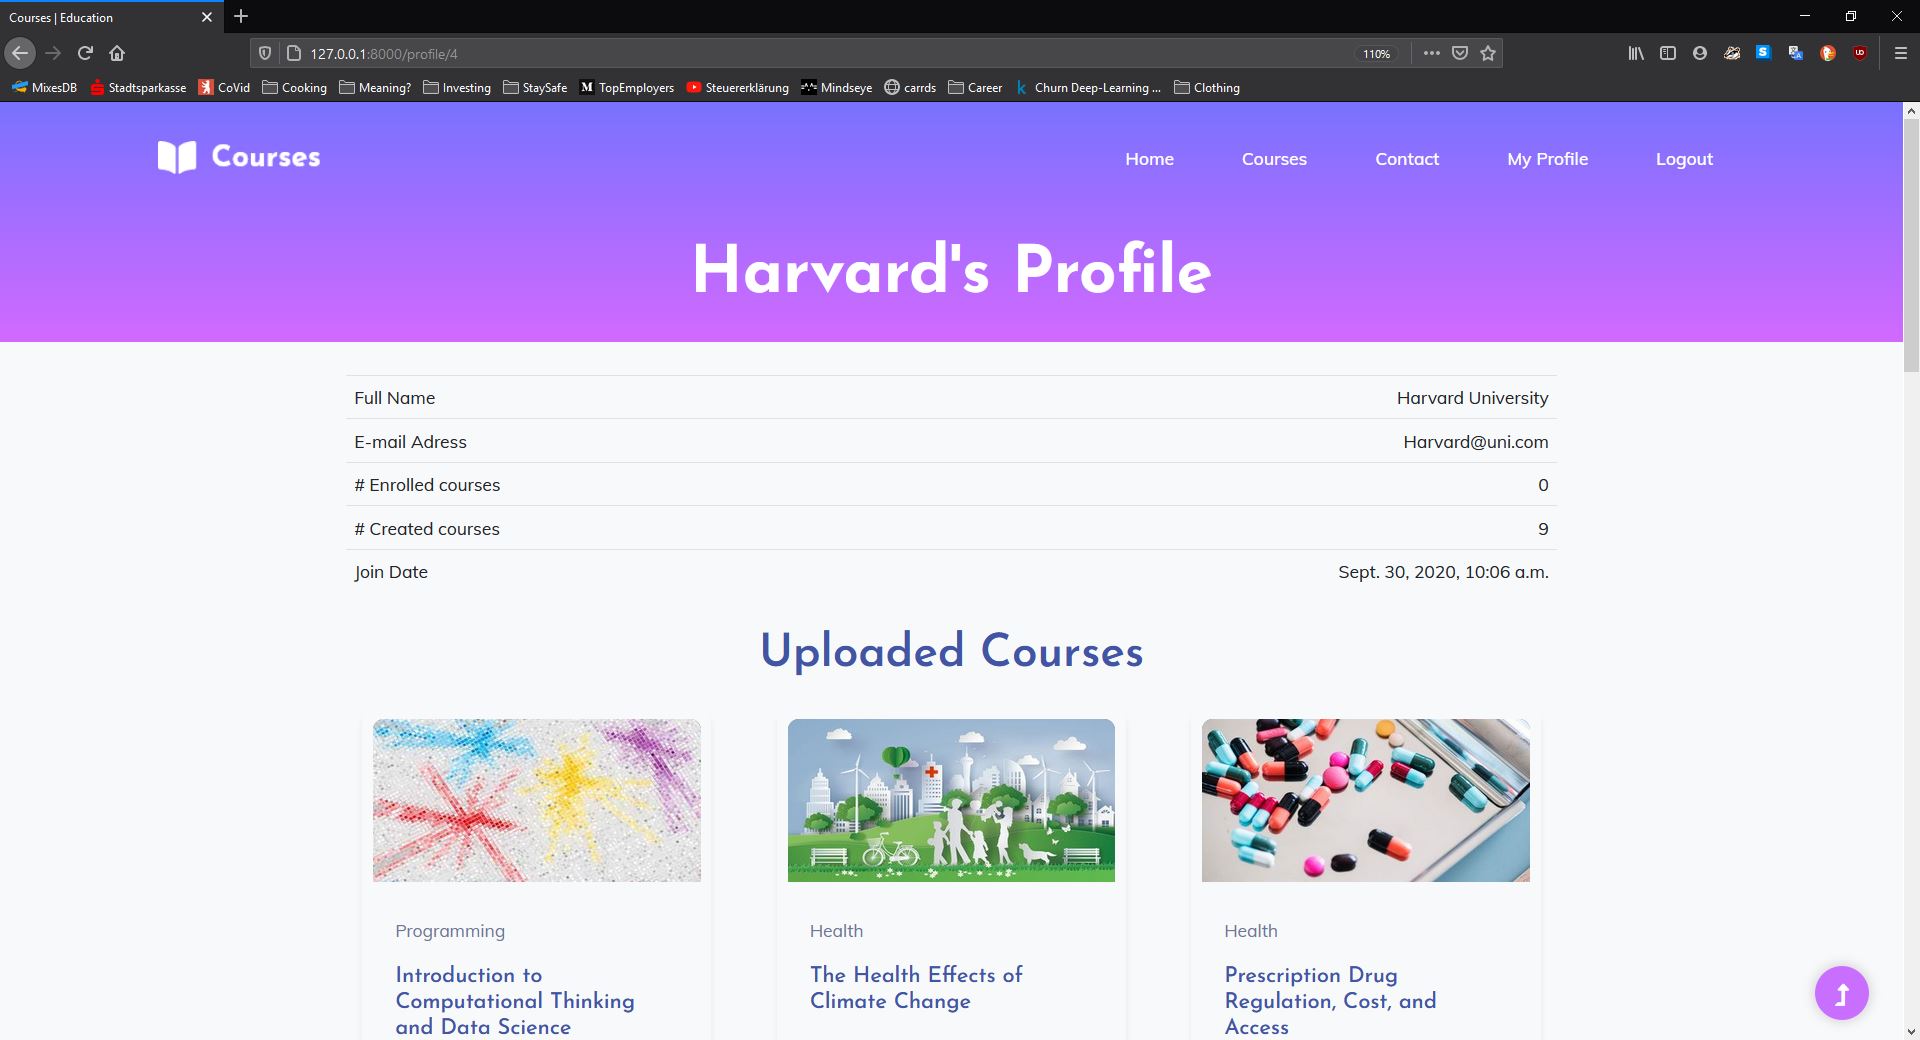 Courses | Education
127.0.0.1:8000/profile/4
110%
MixesDB
Stadtsparkasse
CoVid
Cooking
Meaning?
Investing
StaySafe
M TopEmployers
Steuererklärung
Mindseye
carrds
Career
k Churn Deep-Learning ...
Clothing
Courses
Home
Courses
Contact
My Profile
Logout
Harvard's Profile
Full Name Harvard University
E-mail Adress Harvard@uni.com
# Enrolled courses 0
# Created courses 9
Join Date Sept. 30, 2020, 10:06 a.m.
Uploaded Courses
Programming
Introduction to
Computational Thinking
and Data Science
Health
The Health Effects of
Climate Change
Health
Prescription Drug
Regulation, Cost, and
Access